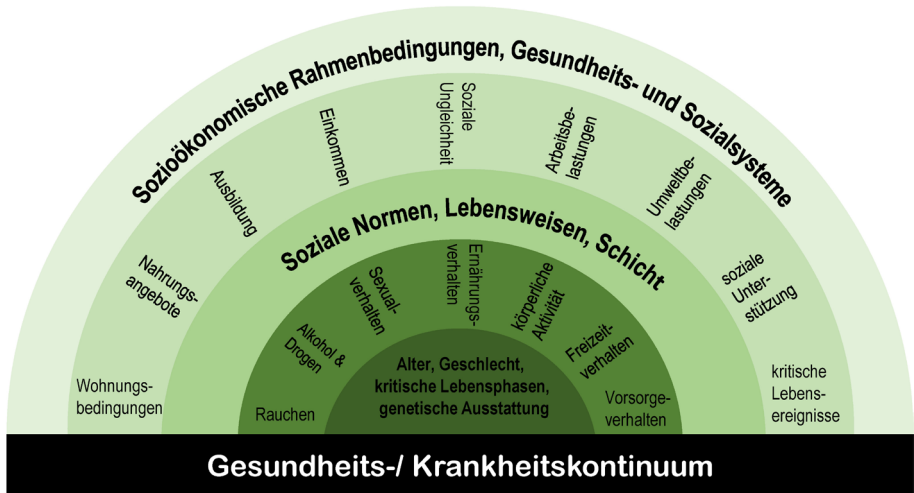 Sozioökonomische Rahmenbedingungen, Gesundheits- und Sozialsysteme
Wohnungs-
bedingungen
Nahrungs-
angebote
Ausbildung
Einkommen
Soziale
Ungleichheit
Arbeitsbe-
lastungen
Umweltbe-
lastungen
soziale
Unter-
stützung
kritische
Lebens-
ereignisse
Soziale Normen, Lebensweisen, Schicht
Rauchen
Alkohol &
Drogen
Sexual-
verhalten
Ernährungs-
verhalten
körperliche
Aktivität
Freizeit-
verhalten
Vorsorge-
verhalten
Alter, Geschlecht,
kritische Lebensphasen,
genetische Ausstattung
Gesundheits-/ Krankheitskontinuum